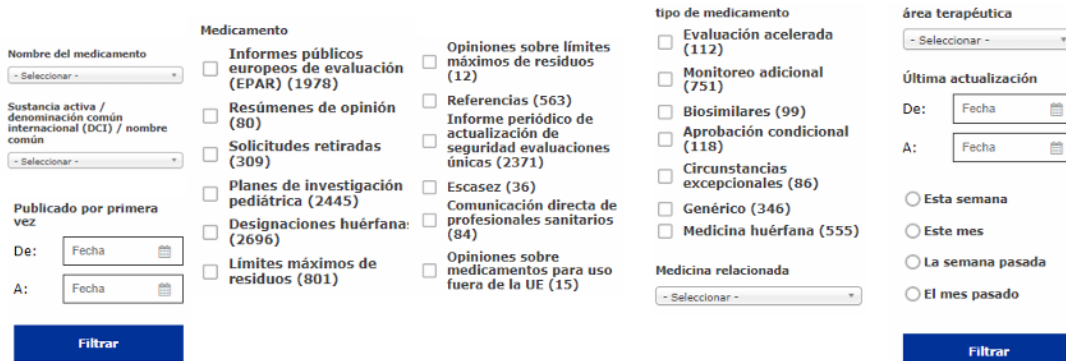 Nombre del medicamento
- Seleccionar -
Sustancia activa /
denominación común
internacional (DCI) / nombre
común
- Seleccionar -
Publicado por primera
vez
De:
Fecha
A:
Fecha
Filtrar
Medicamento
Informes públicos
europeos de evaluación
(EPAR) (1978)
Resúmenes de opinión
(80)
Solicitudes retiradas
(309)
Planes de investigación
pediátrica (2445)
Designaciones huérfanas
(2696)
Límites máximos de
residuos (801)
Opiniones sobre límites
máximos de residuos
(12)
Referencias (563)
Informe periódico de
actualización de
seguridad evaluaciones
únicas (2371)
Escasez (36)
Comunicación directa de
profesionales sanitarios
(84)
Opiniones sobre
medicamentos para uso
fuera de la UE (15)
tipo de medicamento
Evaluación acelerada
(112)
Monitoreo adicional
(751)
Biosimilares (99)
Aprobación condicional
(118)
Circunstancias
excepcionales (86)
Genérico (346)
Medicina huérfana (555)
Medicina relacionada
- Seleccionar -
área terapéutica
- Seleccionar -
Última actualización
De:
Fecha
A:
Fecha
Esta semana
Este mes
La semana pasada
El mes pasado
Filtrar